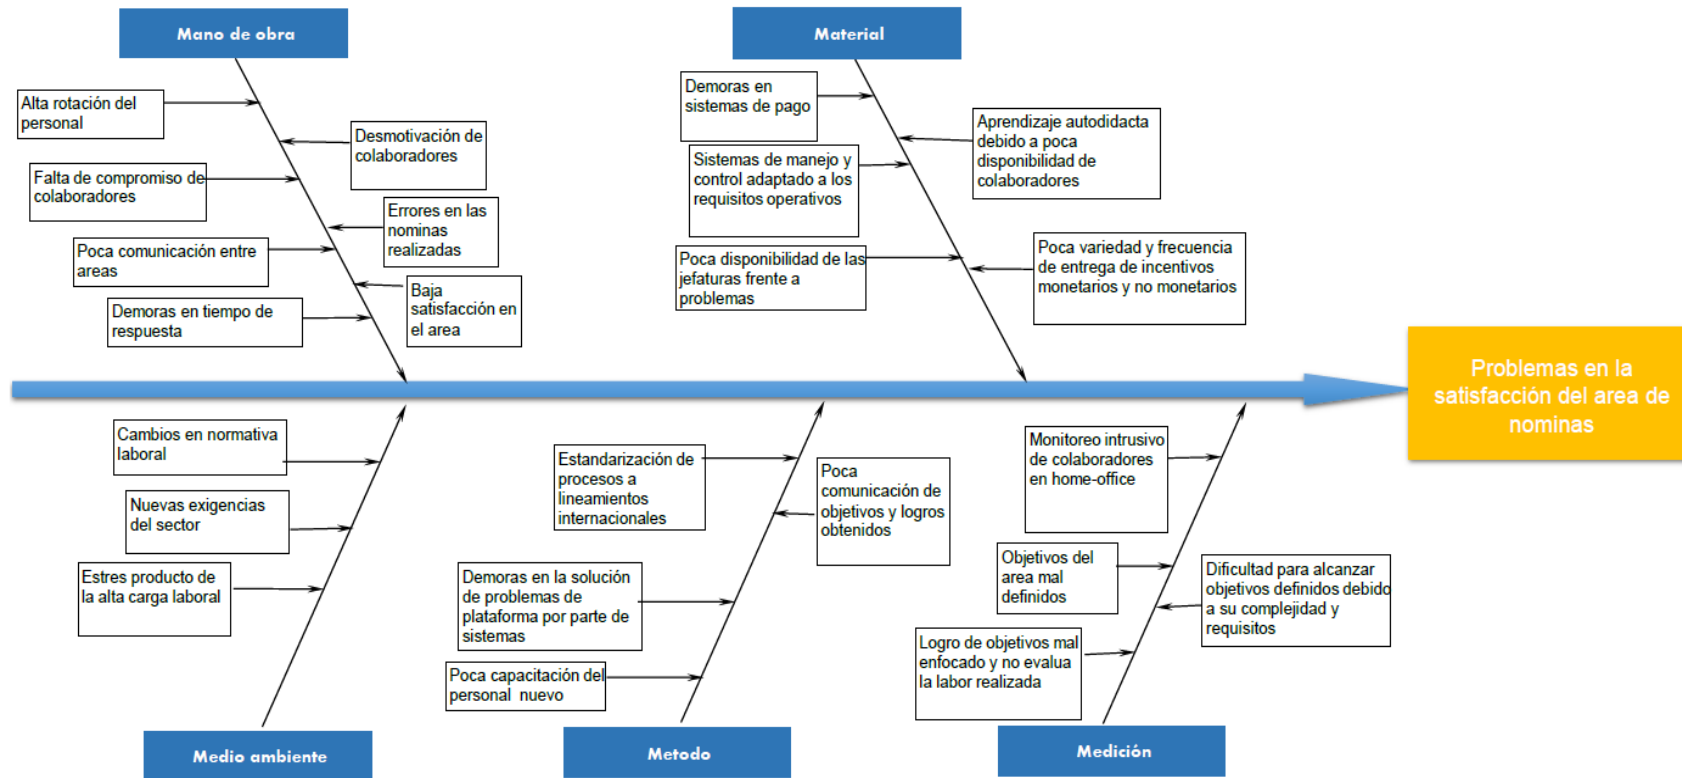 Mano de obra
Material
Alta rotación del
personal
Desmotivación de
colaboradores
Falta de compromiso de
colaboradores
Errores en las
nominas
realizadas
Poca comunicación entre
areas
Baja
satisfacción en
el area
Demoras en tiempo de
respuesta
Demoras en
sistemas de pago
Aprendizaje autodidacta
debido a poca
disponibilidad de
colaboradores
Sistemas de manejo y
control adaptado a los
requisitos operativos
Poca disponibilidad de las
jefaturas frente a
problemas
Poca variedad y frecuencia
de entrega de incentivos
monetarios y no monetarios
Problemas en la
satisfacción del area de
nominas
Cambios en normativa
laboral
Nuevas exigencias
del sector
Estres producto de
la alta carga laboral
Estandarización de
procesos a
lineamientos
internacionales
Poca
comunicación de
objetivos y logros
obtenidos
Demoras en la solución
de problemas de
plataforma por parte de
sistemas
Poca capacitación del
personal nuevo
Monitoreo intrusivo
de colaboradores
en home-office
Objetivos del
area mal
definidos
Dificultad para alcanzar
objetivos definidos debido
a su complejidad y
requisitos
Logro de objetivos mal
enfocado y no evalua
la labor realizada
Medio ambiente
Metodo
Medición